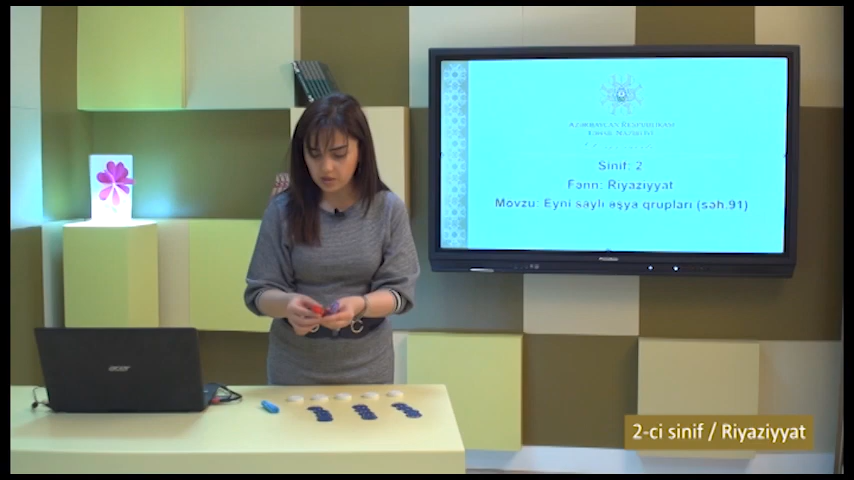 AZƏRBAYCAN RESPUBLİKASI
TƏHSİL NAZİRLİYİ
Sinif: 2
Fənn: Riyaziyyat
Mövzu: Eyni saylı əşya qrupları (səh.91)
acer
2-ci sinif / Riyaziyyat